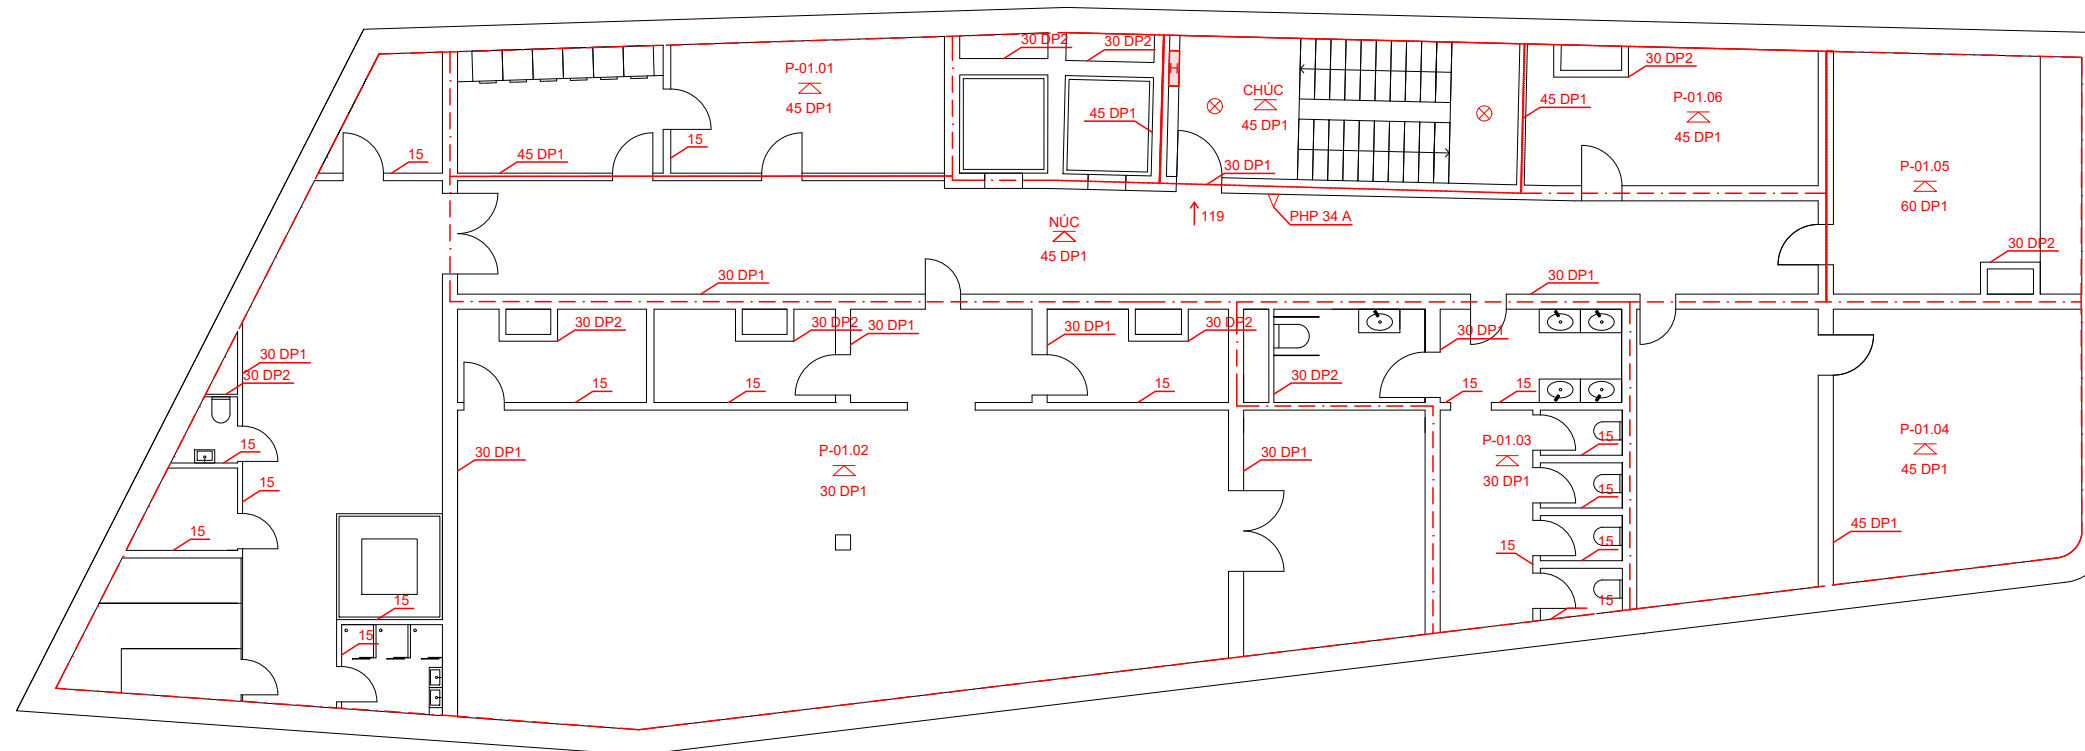 30 DP2
30 DP2
P-01.01
45 DP1
H
CHÚC
45 DP1
45 DP1
30 DP2
P-01.06
45 DP1
45 DP1
15
45 DP1
15
30 DP1
P-01.05
60 DP1
NÚC
45 DP1
119
PHP 34 A
30 DP2
30 DP1
30 DP1
30 DP1
30 DP2
30 DP2
30 DP2
30 DP1
30 DP1
30 DP2
30 DP1
15
15
15
30 DP2
15
15
15
15
30 DP1
P-01.02
30 DP1
30 DP1
P-01.03
30 DP1
15
15
15
15
15
P-01.04
45 DP1
45 DP1
15
15
15